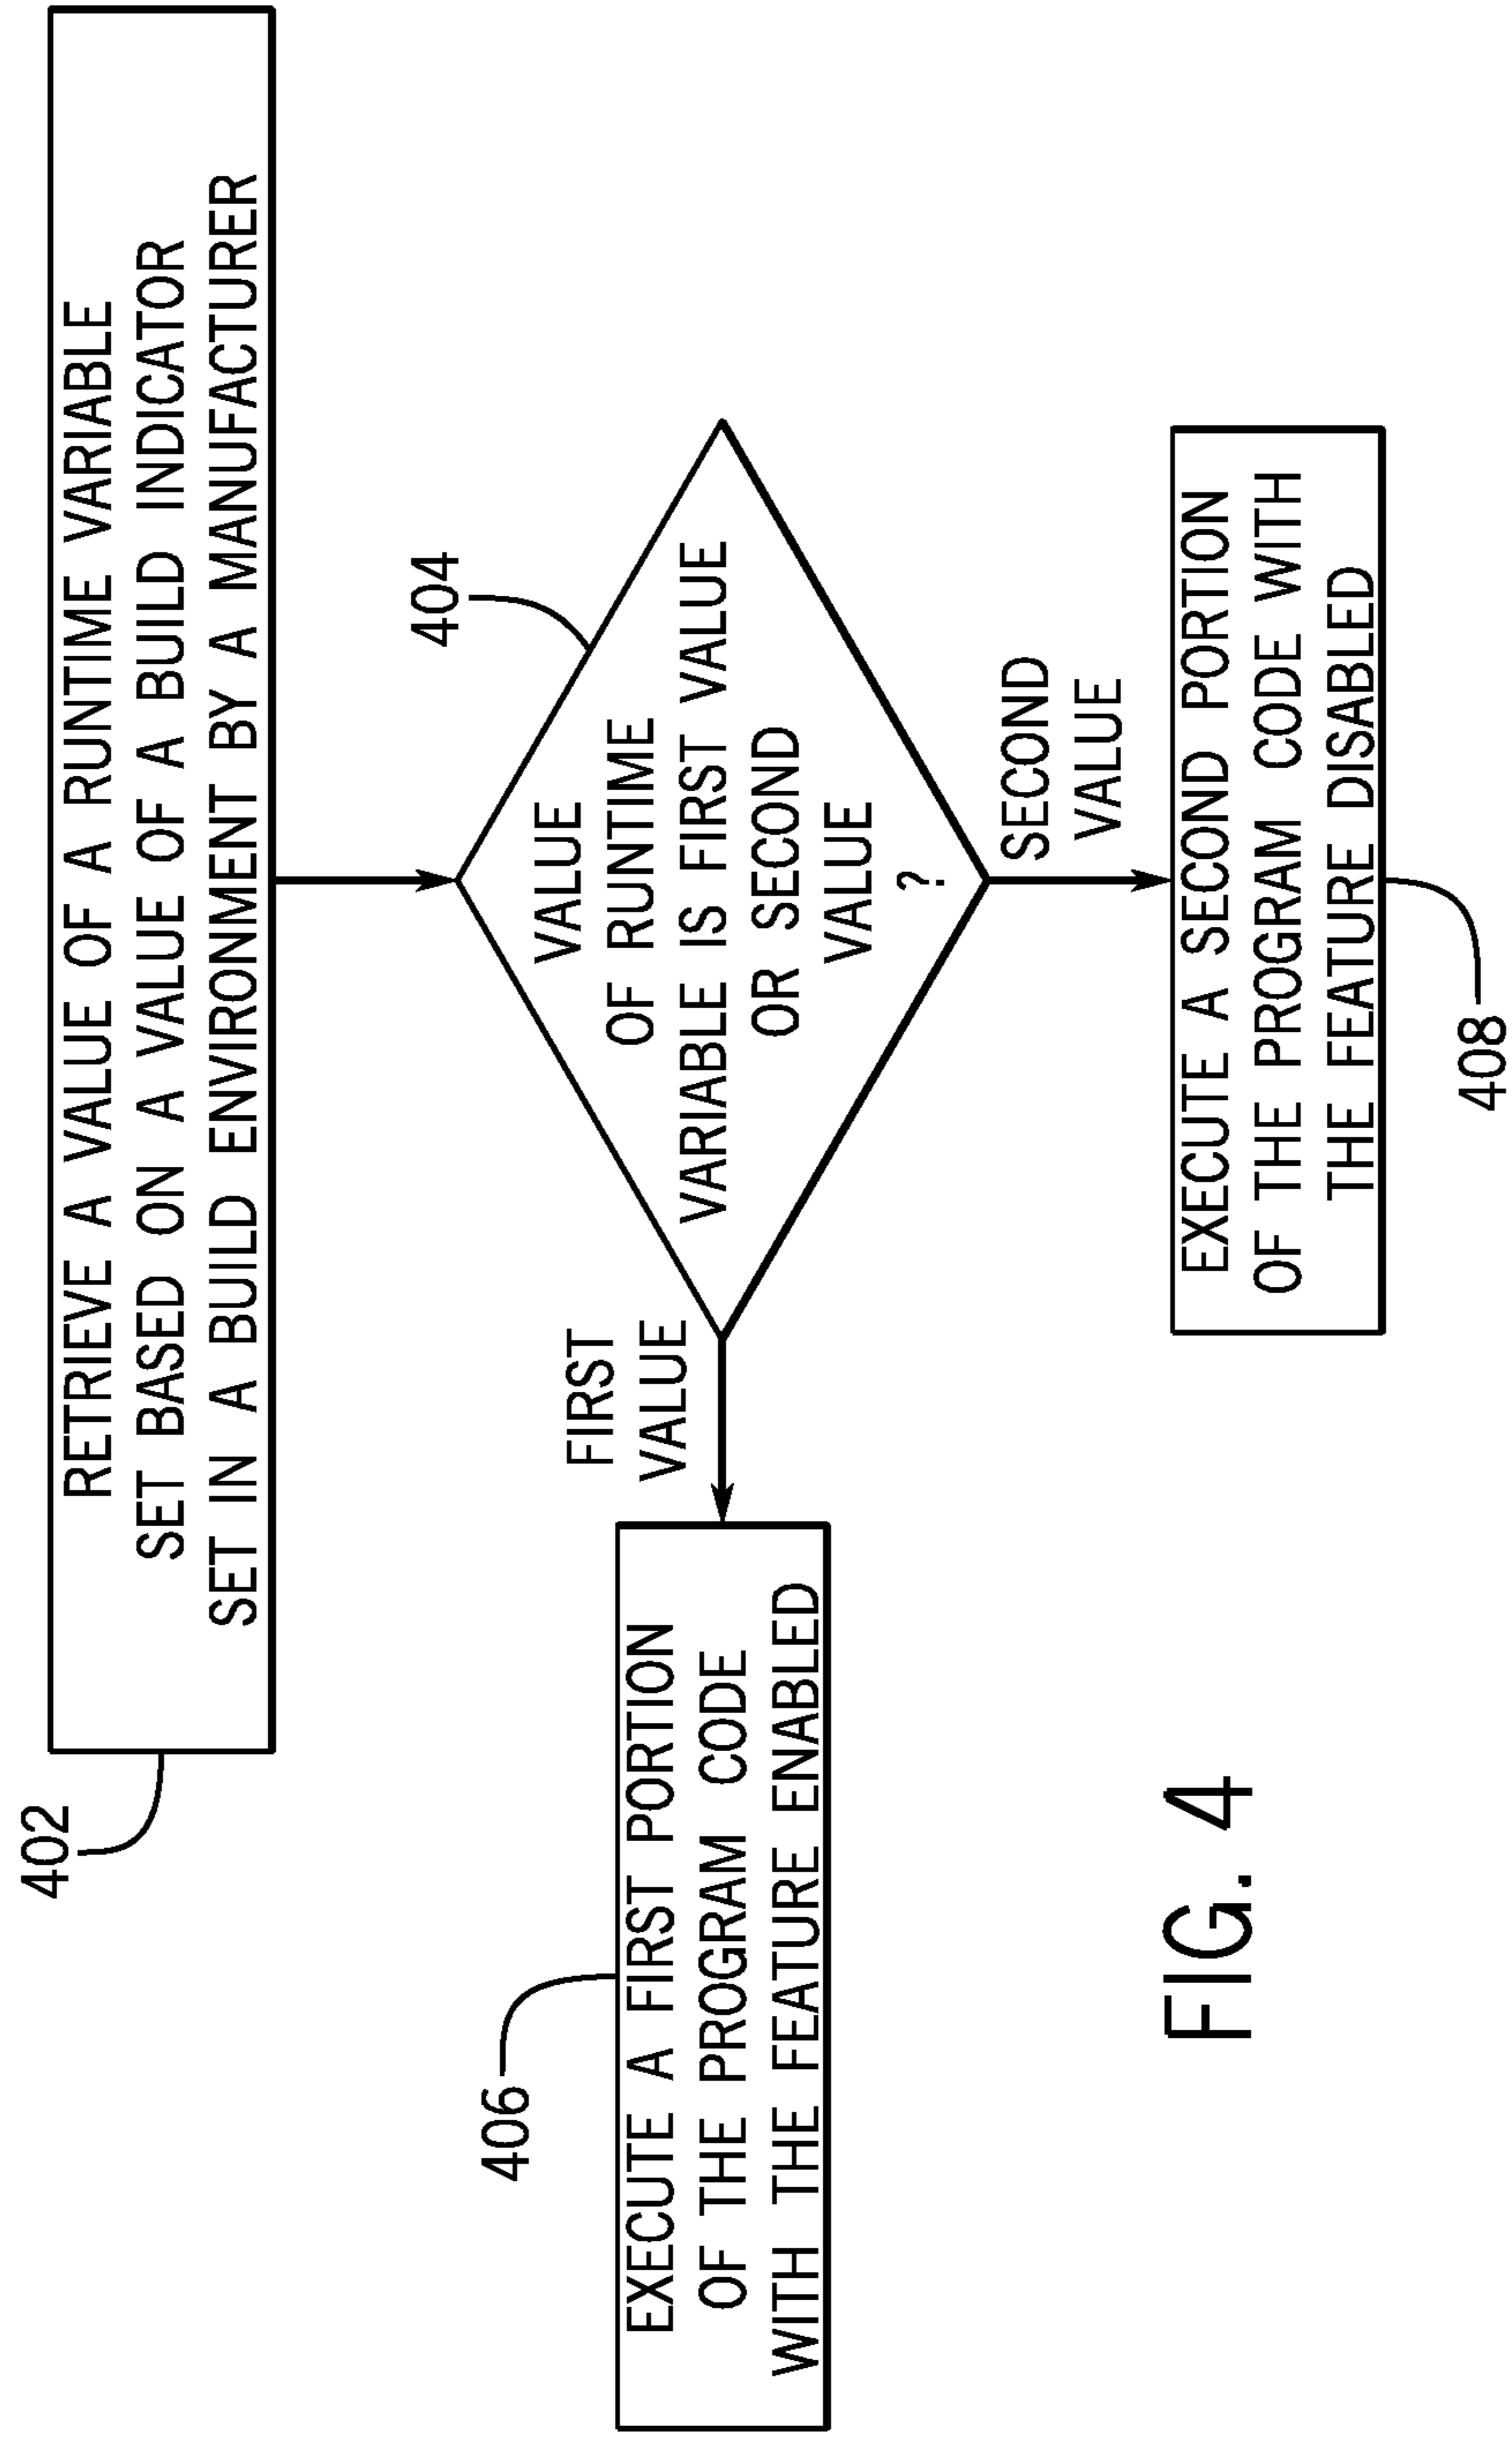 402
RETRIEVE A VALUE OF A RUNTIME VARIABLE
SET BASED ON A VALUE OF A BUILD INDICATOR
SET IN A BUILD ENVIRONMENT BY A MANUFACTURER
404
VALUE
OF RUNTIME
VARIABLE IS FIRST VALUE
OR SECOND
VALUE
?
FIRST
VALUE
406
EXECUTE A FIRST PORTION
OF THE PROGRAM CODE
WITH THE FEATURE ENABLED
SECOND
VALUE
EXECUTE A SECOND PORTION
OF THE PROGRAM CODE WITH
THE FEATURE DISABLED
408
FIG. 4